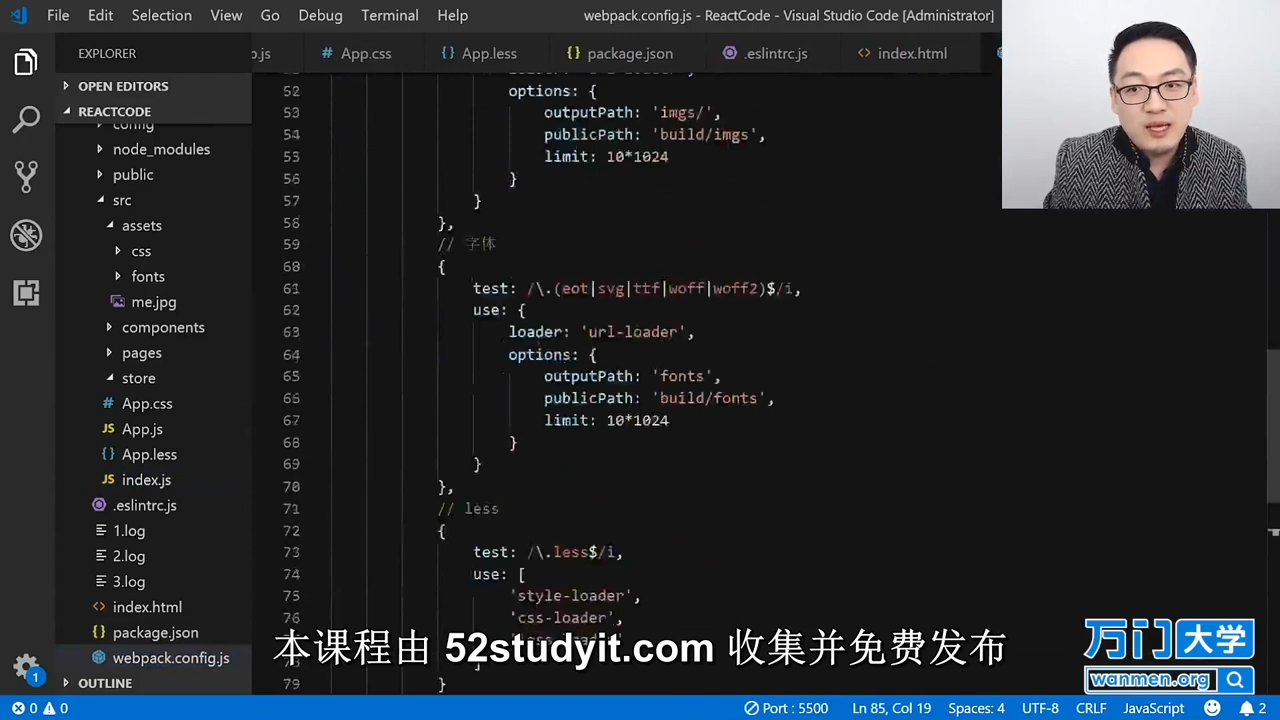 File Edit Selection View Go Debug Terminal Help
webpack.config.js - ReactCode - Visual Studio Code [Administrator]
EXPLORER
OPEN EDITORS
REACTCODE
config
node_modules
public
src
assets
css
fonts
me.jpg
components
pages
store
App.css
App.js
App.less
index.js
.eslintrc.js
1.log
2.log
3.log
index.html
package.json
webpack.config.js
OUTLINE
p.js App.css App.less package.json .eslintrc.js index.html
52 options: {
53 outputPath: 'imgs/',
54 publicPath: 'build/imgs',
55 limit: 10*1024
56 }
57 }
58 },
59 // 字体
60 {
61 test: /\.(eot|svg|ttf|woff|woff2)$/i,
62 use: {
63 loader: 'url-loader',
64 options: {
65 outputPath: 'fonts',
66 publicPath: 'build/fonts',
67 limit: 10*1024
68 }
69 }
70 },
71 // less
72 {
73 test: /\.less$/i,
74 use: [
75 'style-loader',
76 'css-loader',
79 }
本课程由 52studyit.com 收集并免费发布
万门大学
wanmen.org
1
0 0 Port : 5500 Ln 85, Col 19 Spaces: 4 UTF-8 CRLF JavaScript 2